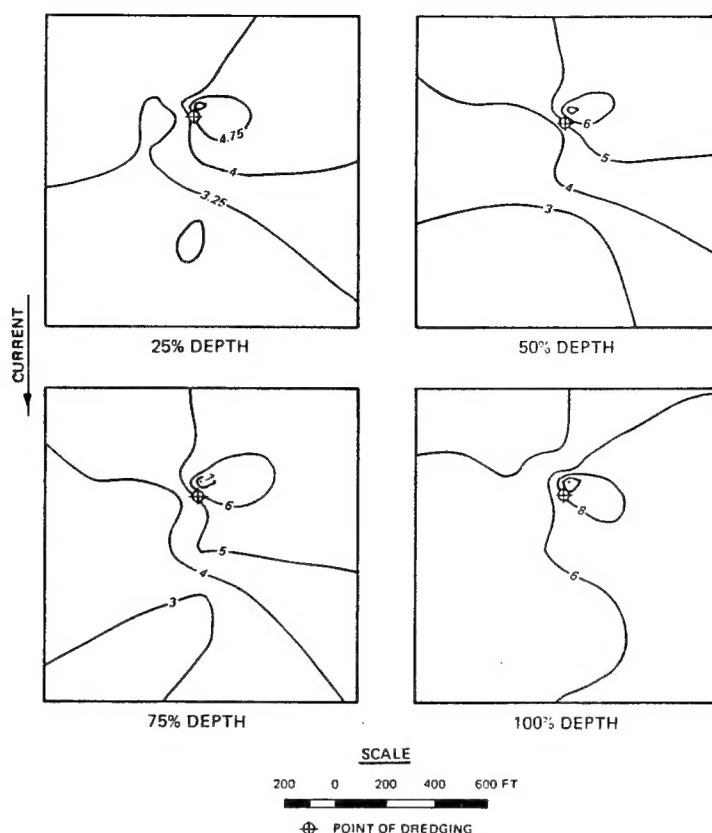 4.75
4
3.25
25% DEPTH
6
5
4
3
50% DEPTH
CURRENT
7
6
5
4
3
75% DEPTH
8
6
100% DEPTH
SCALE
200 0 200 400 600 FT
POINT OF DREDGING